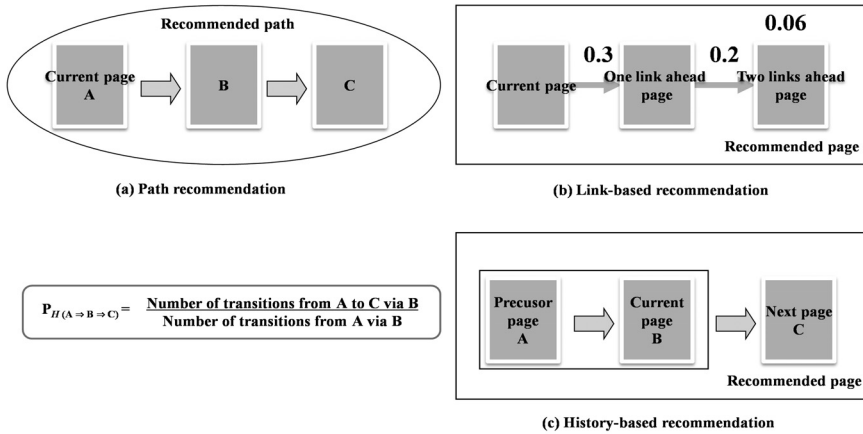 Recommended path
Current page
A
B
C
(a) Path recommendation
0.06
0.3
0.2
Current page
One link ahead
page
Two links ahead
page
Recommended page
(b) Link-based recommendation
P H (A ⇒ B ⇒ C) = Number of transitions from A to C via B
Number of transitions from A via B
Precusor
page
A
Current
page
B
Next page
C
Recommended page
(c) History-based recommendation